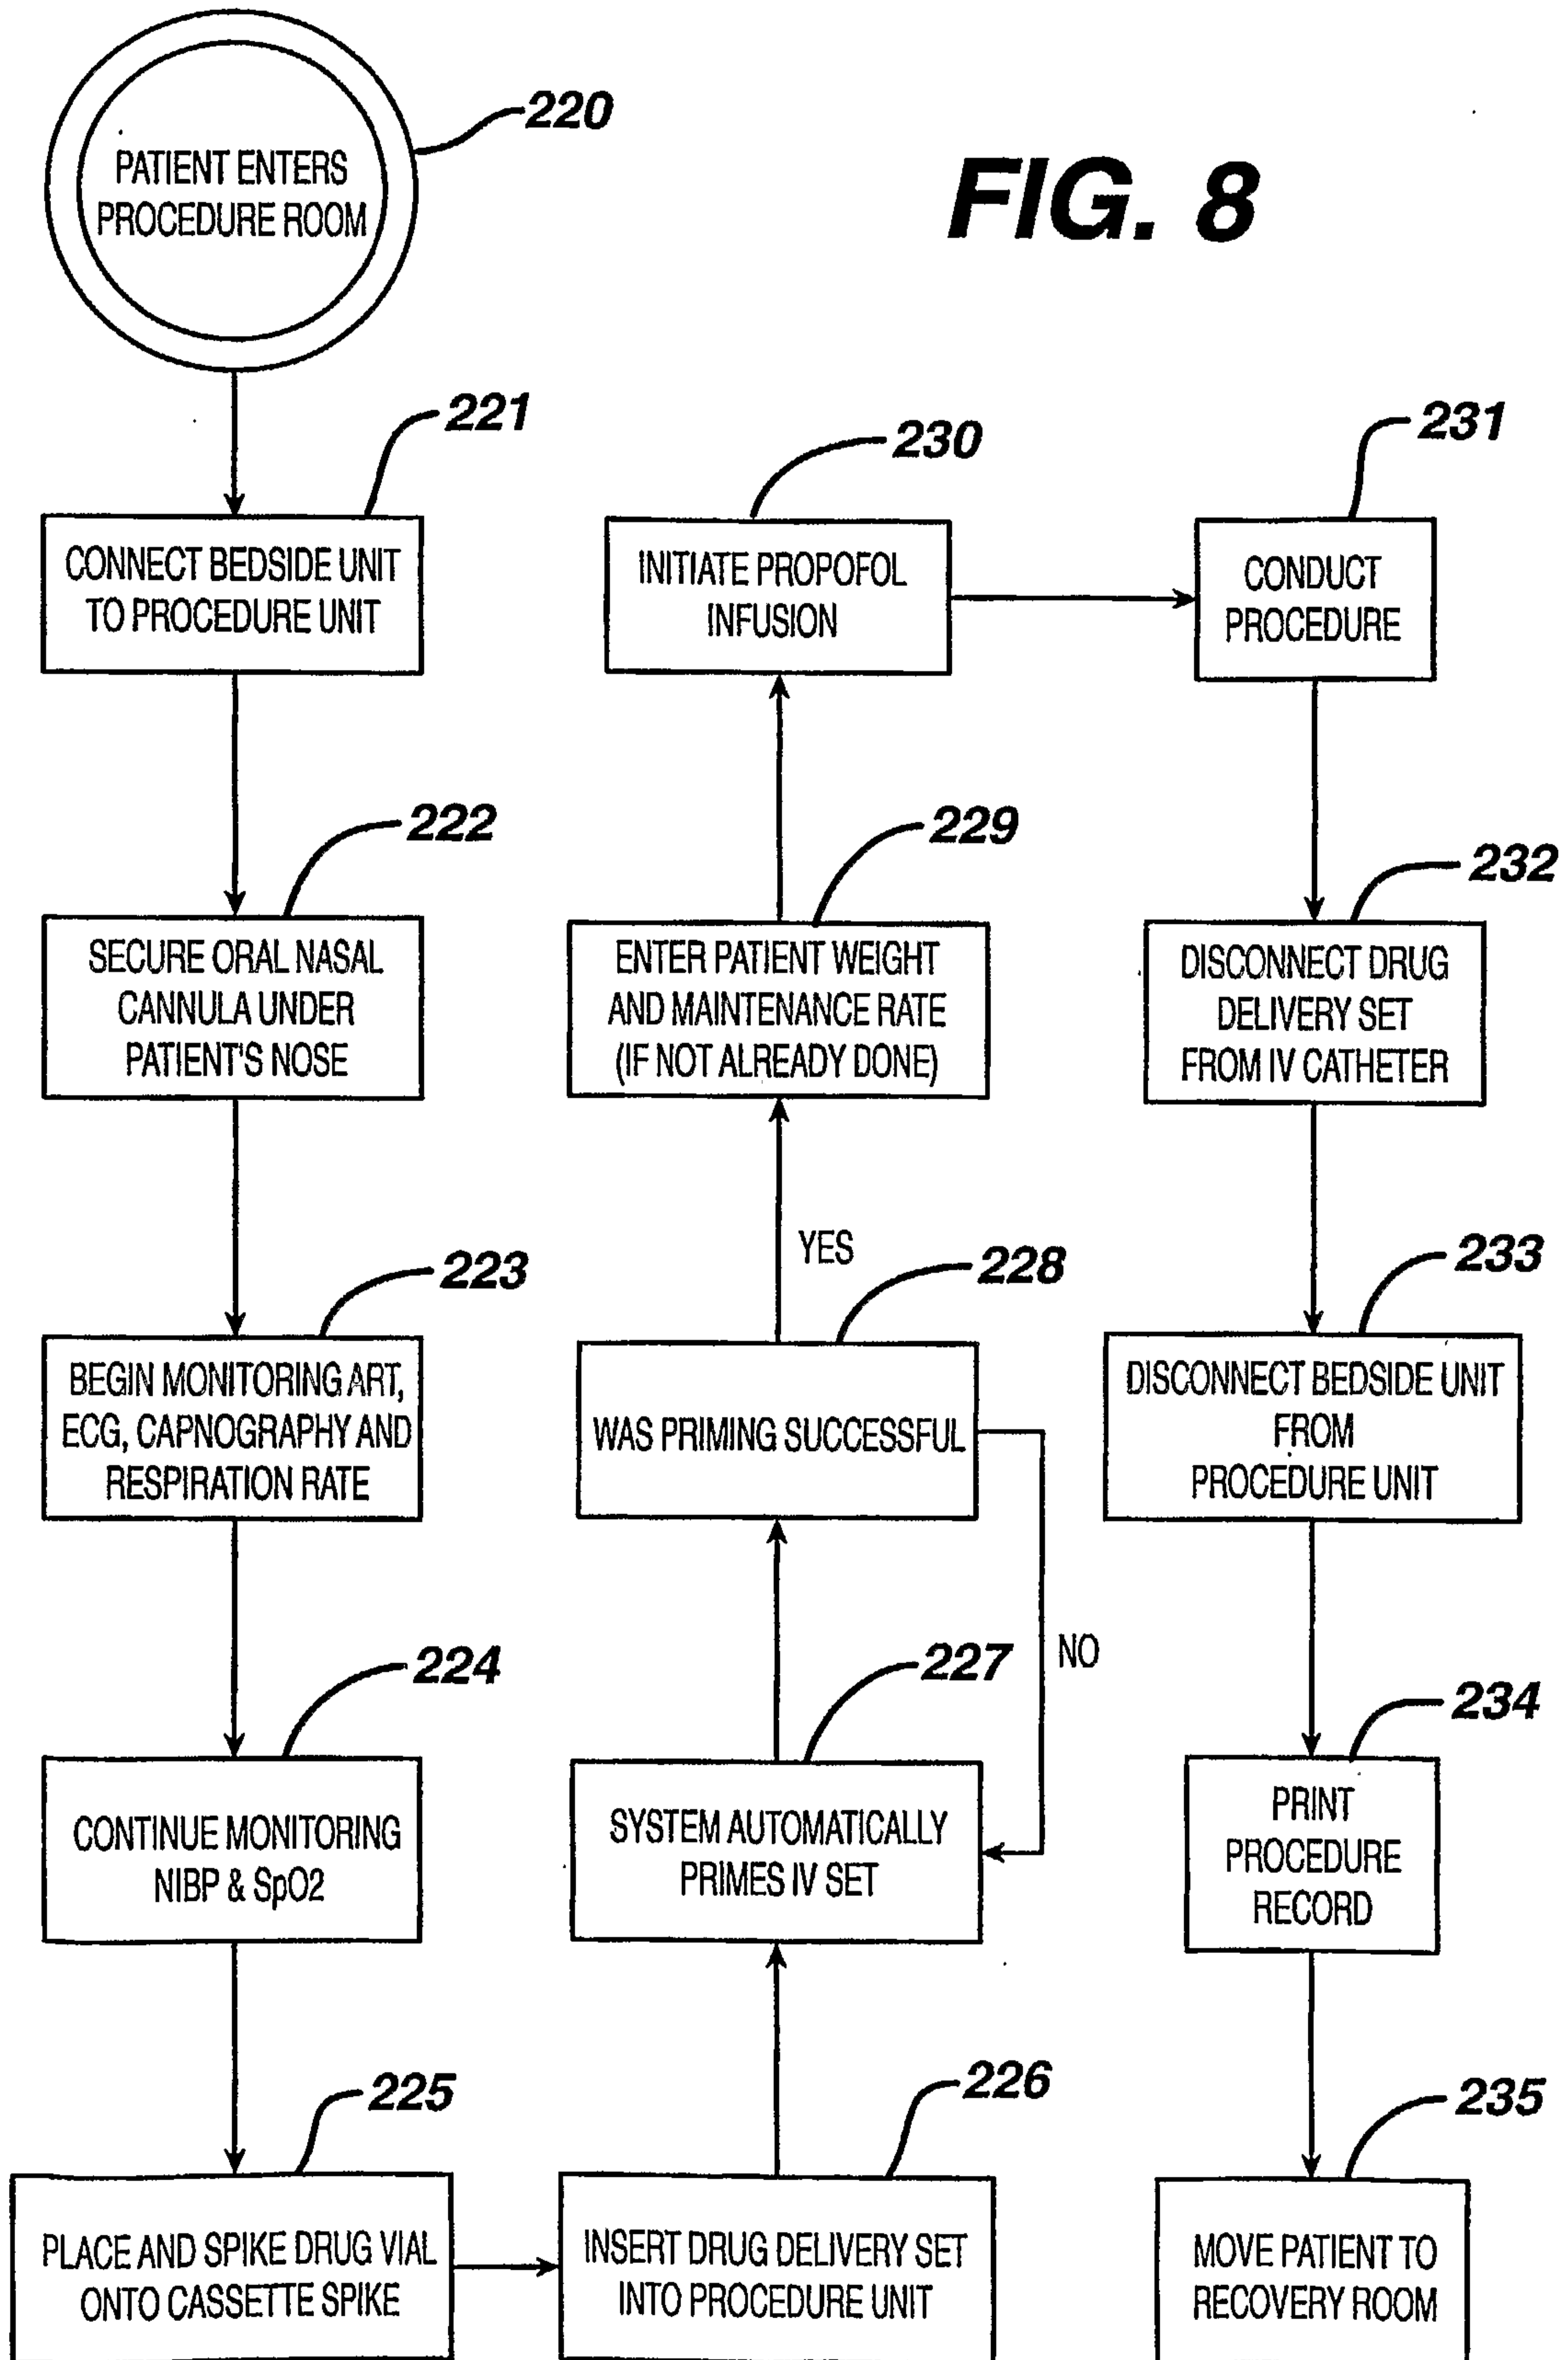 FIG. 8
220
PATIENT ENTERS
PROCEDURE ROOM
221
CONNECT BEDSIDE UNIT
TO PROCEDURE UNIT
222
SECURE ORAL NASAL
CANNULA UNDER
PATIENT'S NOSE
223
BEGIN MONITORING ART,
ECG, CAPNOGRAPHY AND
RESPIRATION RATE
224
CONTINUE MONITORING
NIBP & SpO2
225
PLACE AND SPIKE DRUG VIAL
ONTO CASSETTE SPIKE
226
INSERT DRUG DELIVERY SET
INTO PROCEDURE UNIT
227
SYSTEM AUTOMATICALLY
PRIMES IV SET
228
WAS PRIMING SUCCESSFUL
NO
YES
229
ENTER PATIENT WEIGHT
AND MAINTENANCE RATE
(IF NOT ALREADY DONE)
230
INITIATE PROPOFOL
INFUSION
231
CONDUCT
PROCEDURE
232
DISCONNECT DRUG
DELIVERY SET
FROM IV CATHETER
233
DISCONNECT BEDSIDE UNIT
FROM
PROCEDURE UNIT
234
PRINT
PROCEDURE
RECORD
235
MOVE PATIENT TO
RECOVERY ROOM